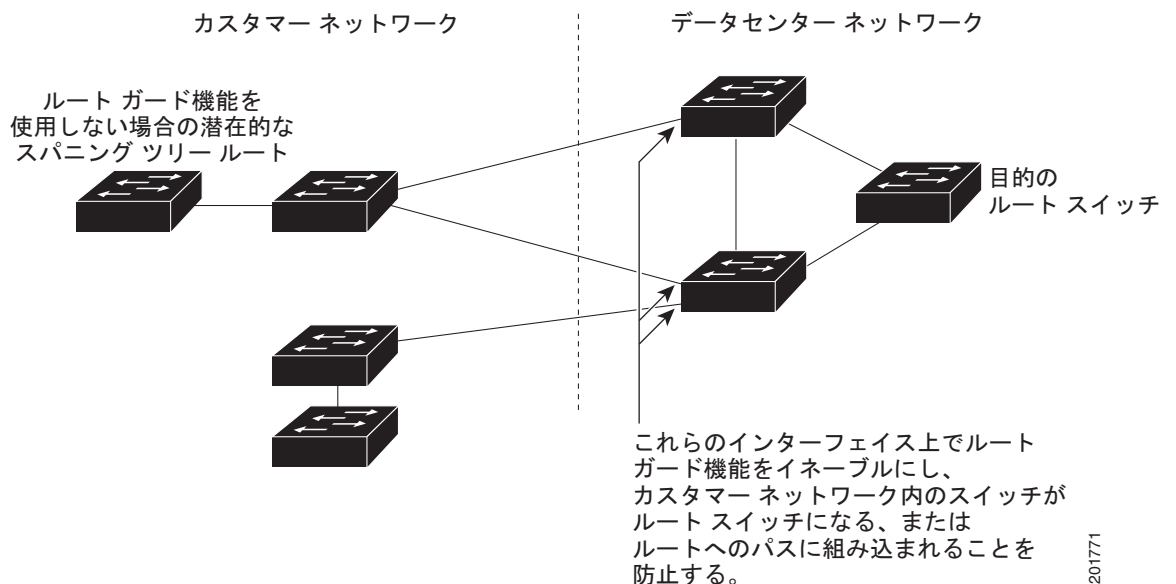 カスタマー ネットワーク
データセンター ネットワーク
ルート ガード機能を
使用しない場合の潜在的な
スパニング ツリー ルート
目的の
ルート スイッチ
これらのインターフェイス上でルート
ガード機能をイネーブルにし、
カスタマー ネットワーク内のスイッチが
ルート スイッチになる、または
ルートへのパスに組み込まれることを
防止する。
201771